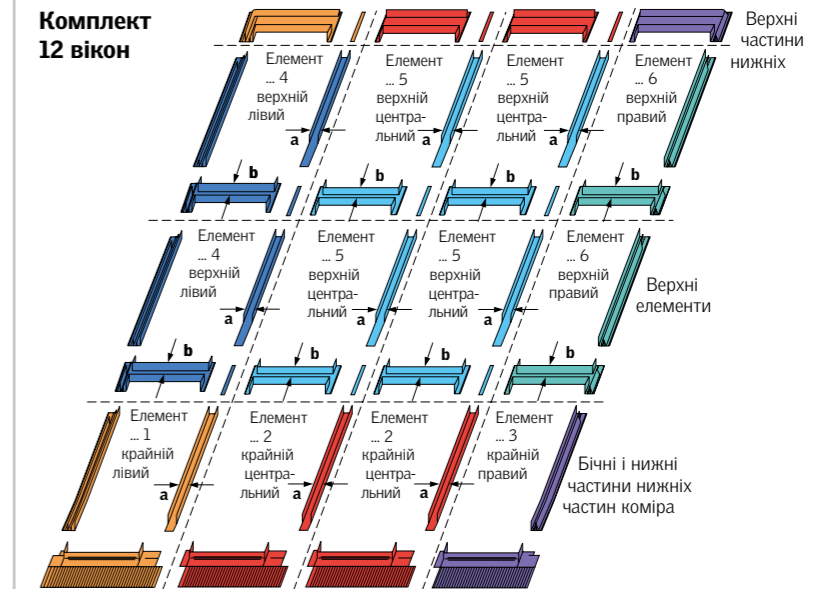 Комплект
12 вікон
Верхні
частини
нижніх
Елемент
... 4
верхній
лівий
a
Елемент
... 5
верхній
центра-
льний
a
Елемент
... 5
верхній
центра-
льний
a
Елемент
... 6
верхній
правий
b
b
b
b
Елемент
... 4
верхній
лівий
a
Елемент
... 5
верхній
центра-
льний
a
Елемент
... 5
верхній
центра-
льний
a
Елемент
... 6
верхній
правий
Верхні
елементи
b
b
b
b
Елемент
... 1
крайній
лівий
a
Елемент
... 2
крайній
центра-
льний
a
Елемент
... 2
крайній
центра-
льний
a
Елемент
... 3
крайній
правий
Бічні і нижні
частини нижніх
частин коміра